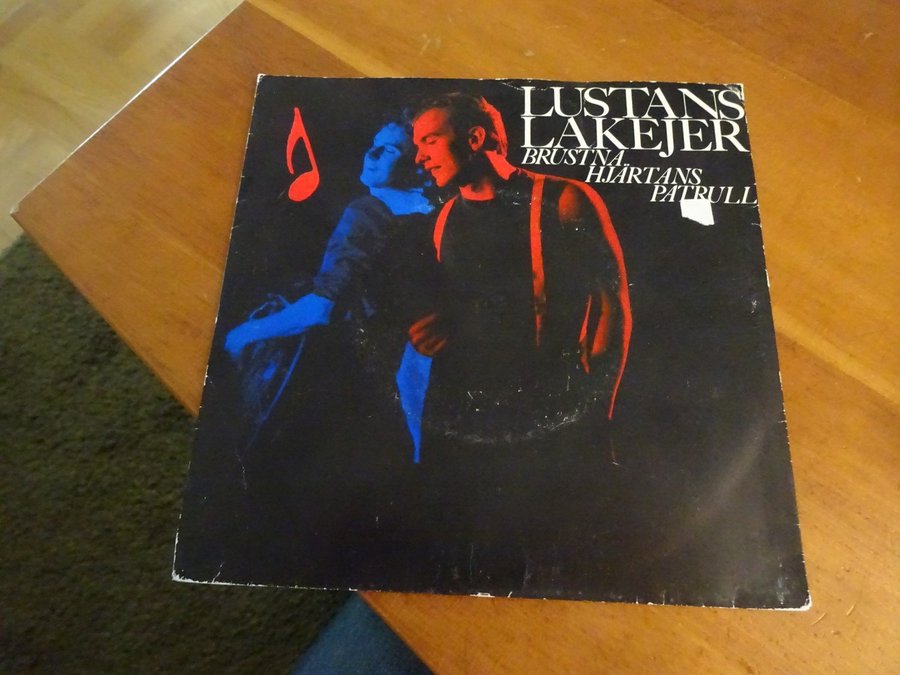 LUSTANS
LAKEJER
BRUSTNA
HJÄRTANS
PATRULL